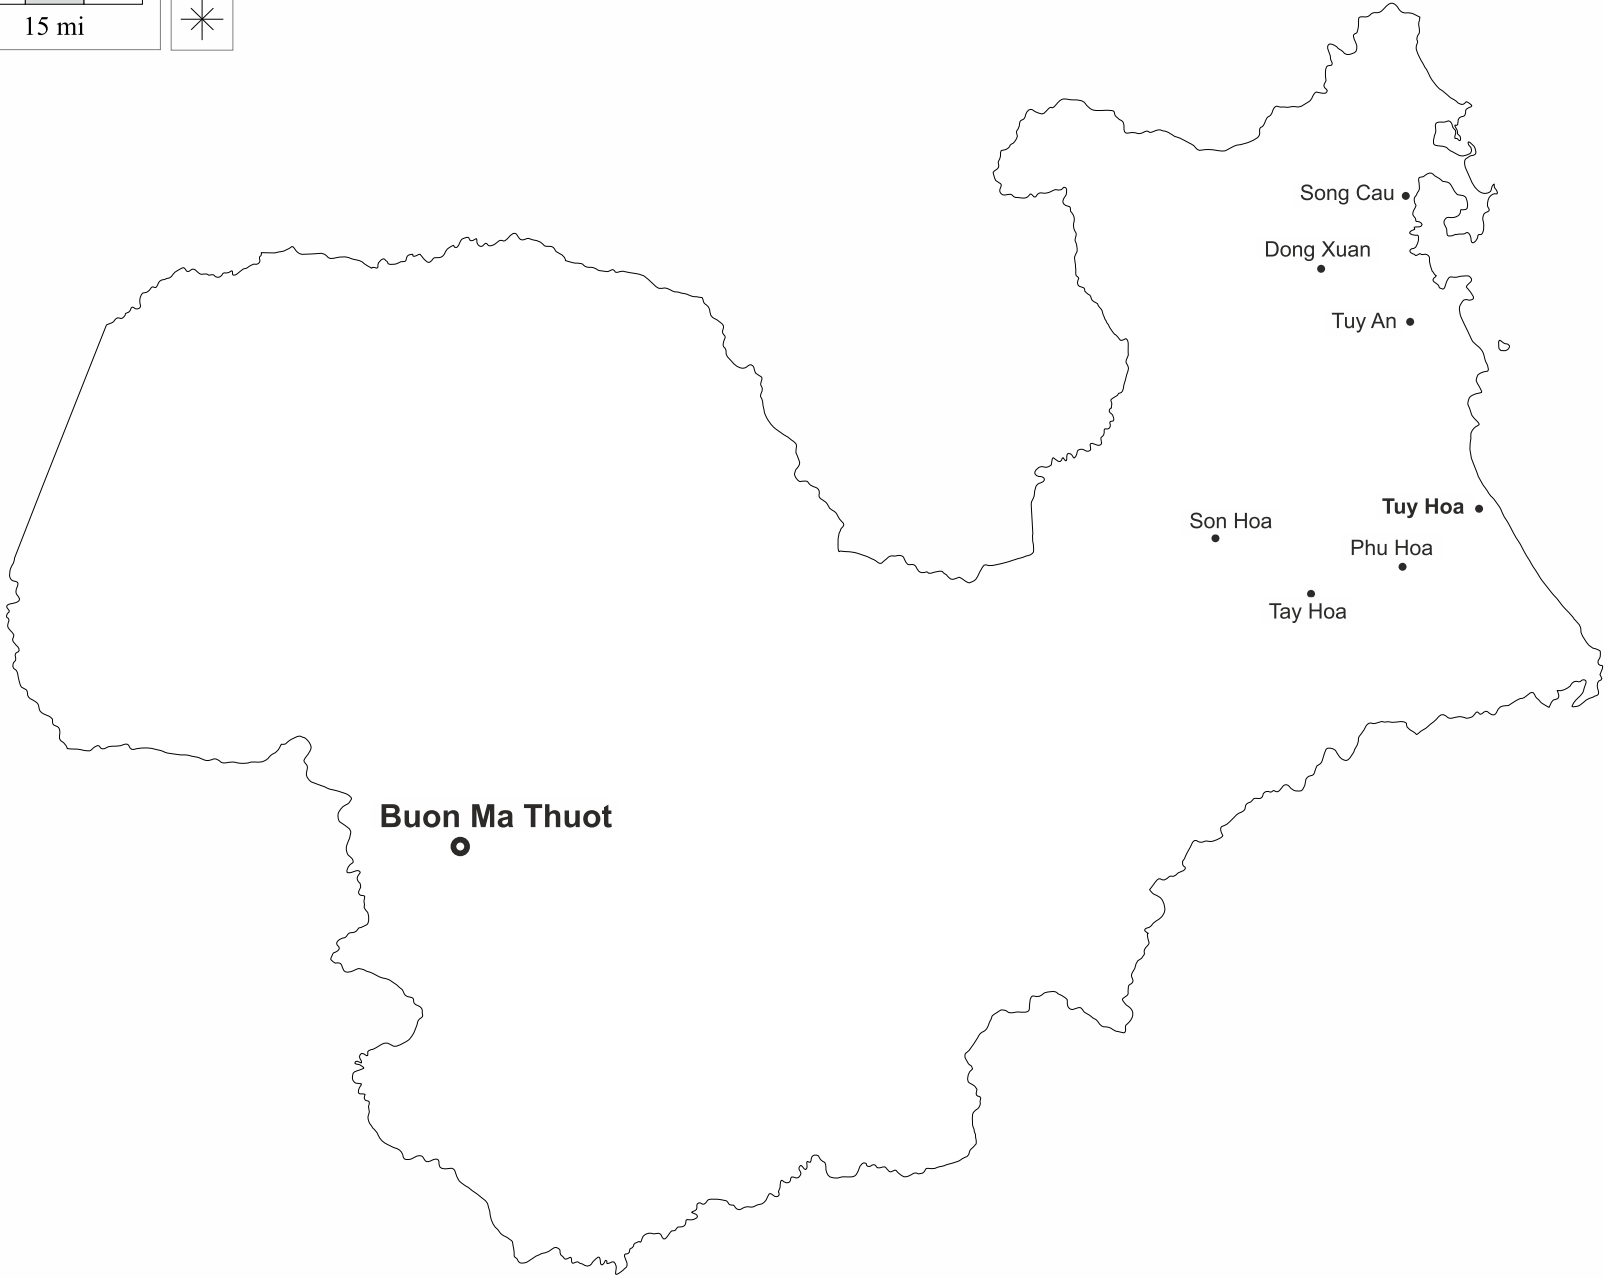 15 mi
Song Cau
Dong Xuan
Tuy An
Tuy Hoa
Son Hoa
Phu Hoa
Tay Hoa
Buon Ma Thuot